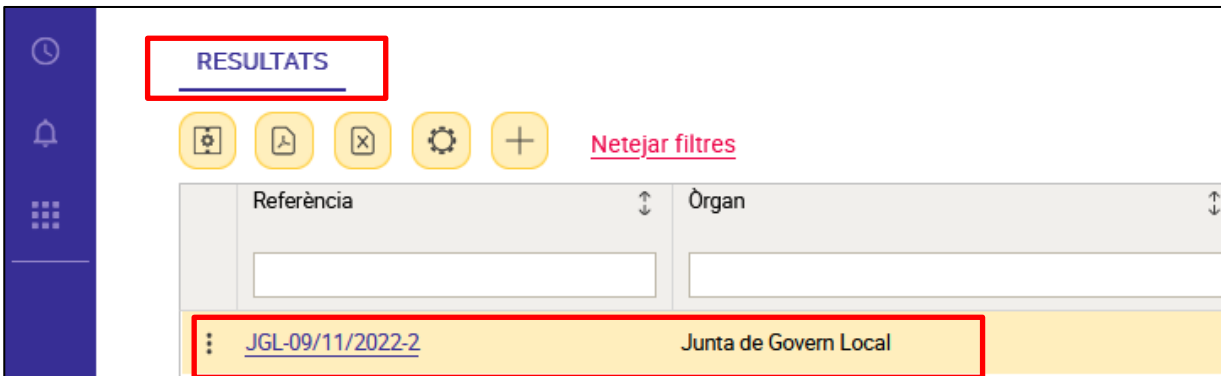 RESULTATS
Netejar filtres
Referència Òrgan
JGL-09/11/2022-2 Junta de Govern Local